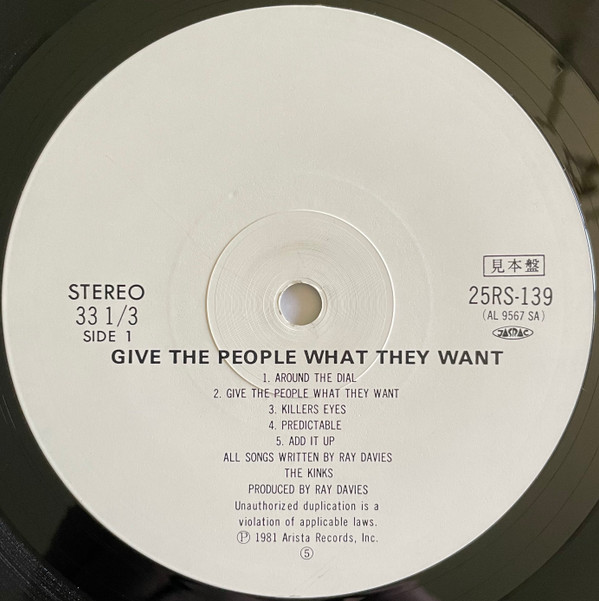 STEREO
33 1/3
SIDE 1
見本盤
25RS-139
(AL 9567 SA)
JASRAC
GIVE THE PEOPLE WHAT THEY WANT
1. AROUND THE DIAL
2. GIVE THE PEOPLE WHAT THEY WANT
3. KILLERS EYES
4. PREDICTABLE
5. ADD IT UP
ALL SONGS WRITTEN BY RAY DAVIES
THE KINKS
PRODUCED BY RAY DAVIES
Unauthorized duplication is a
violation of applicable laws.
Ⓟ 1981 Arista Records, Inc.
⑤